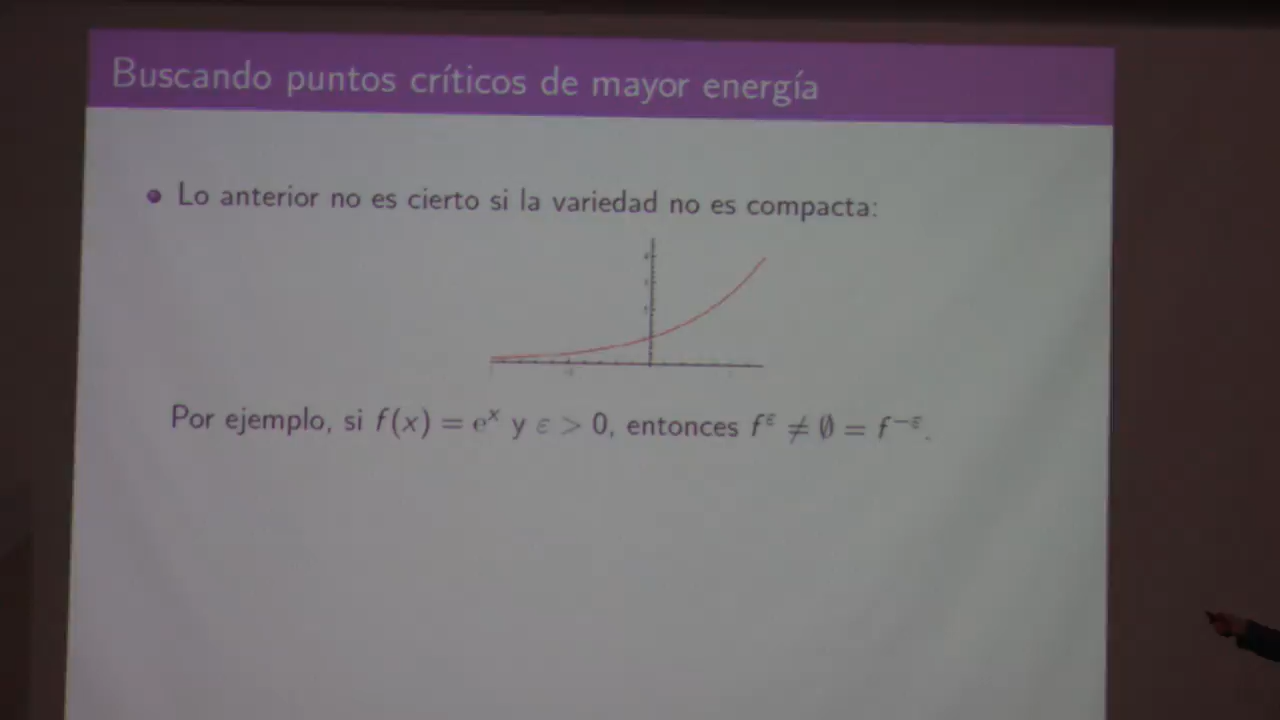 Buscando puntos críticos de mayor energía
Lo anterior no es cierto si la variedad no es compacta:
Por ejemplo, si f(x) = eˣ y ε > 0, entonces f^ε ≠ ∅ = f^−ε.